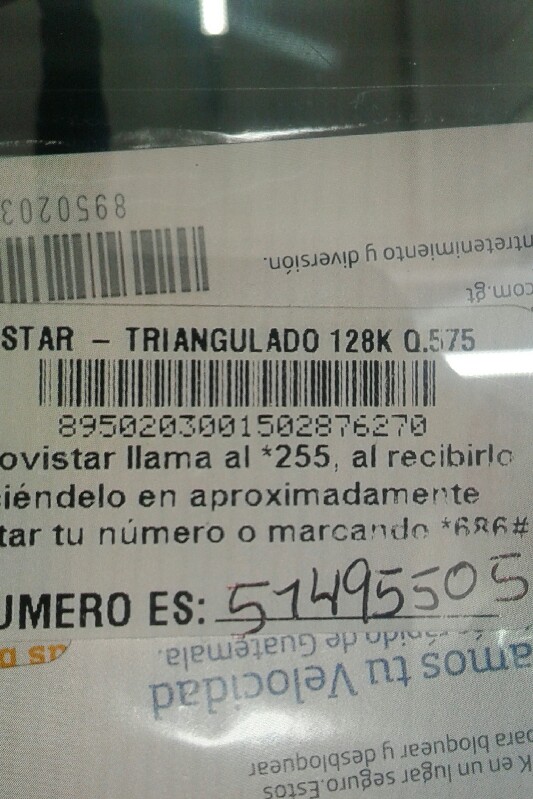 8950203
ntretenimiento y diversión.
com.gt
STAR - TRIANGULADO 128K Q.575
8950203001502876270
ovistar llama al *255, al recibirlo
iéndelo en aproximadamente
tar tu número o marcando *686#
UMERO ES: 51495505
rápido de Guatemala.
amos tu Velocidad
para bloquear y desbloquear
K en un lugar seguro.Estos